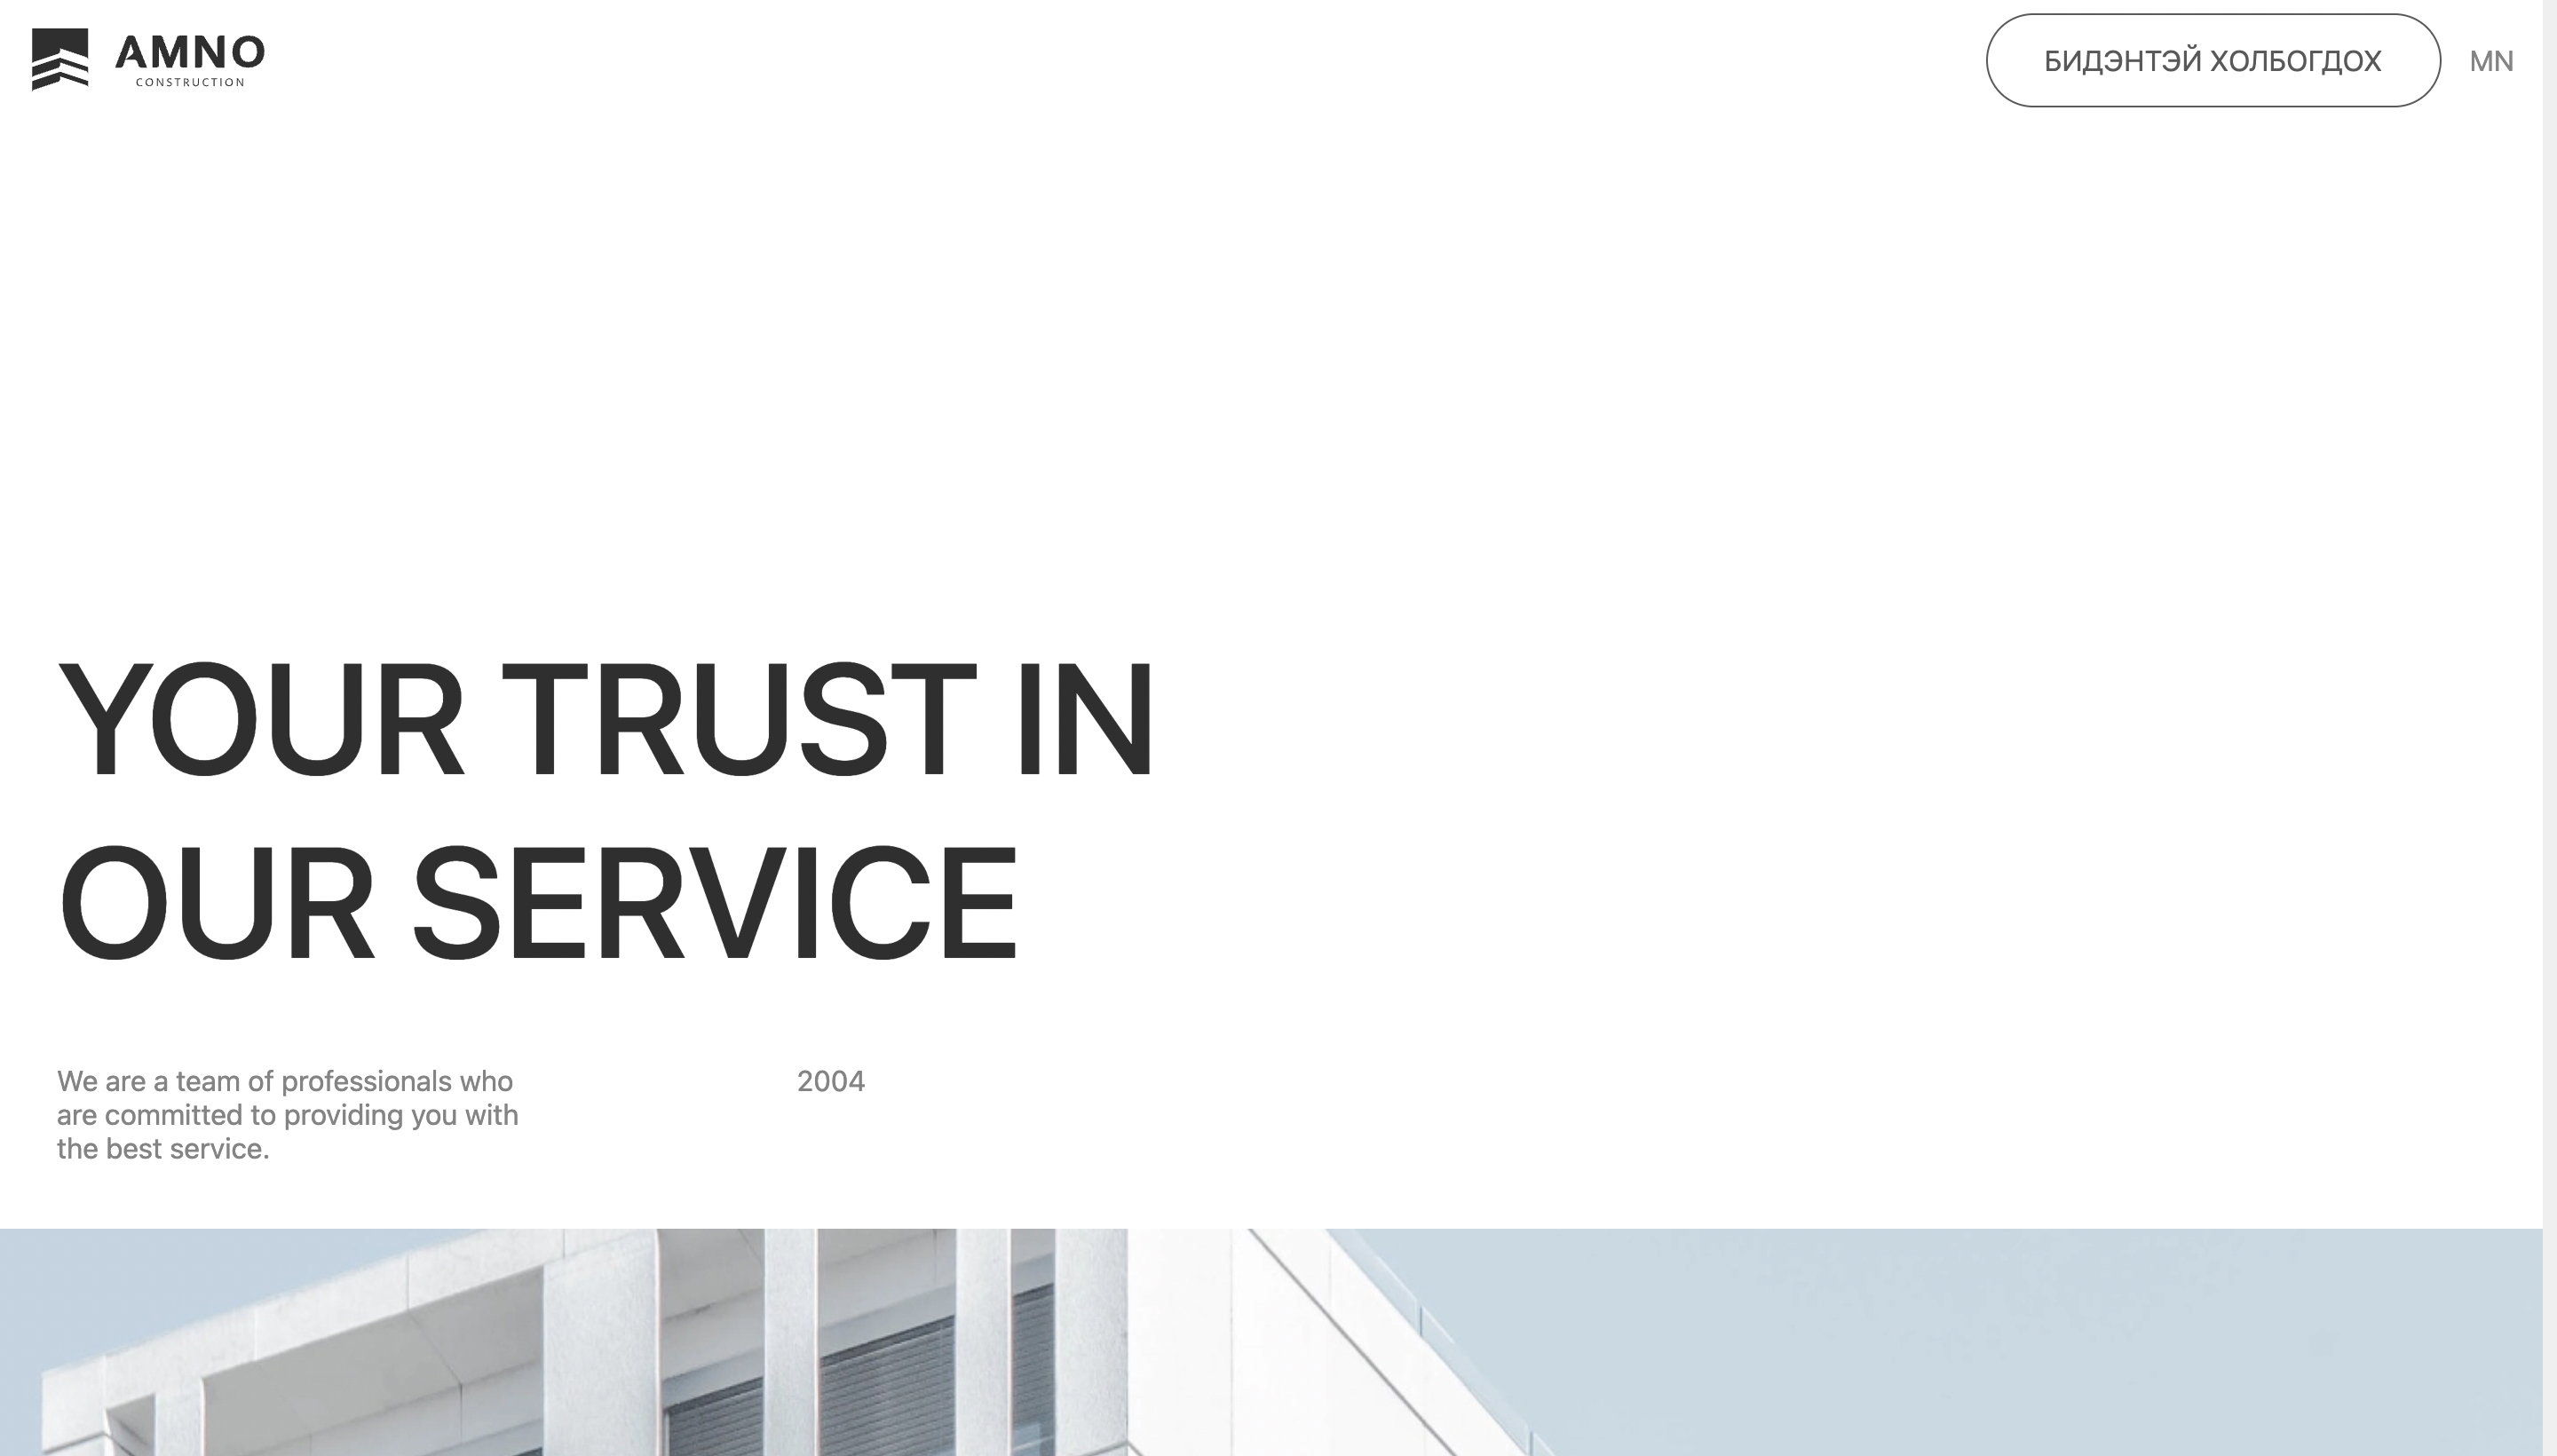 AMNO
CONSTRUCTION
БИДЭНТЭЙ ХОЛБОГДОХ
MN
YOUR TRUST IN
OUR SERVICE
We are a team of professionals who
are committed to providing you with
the best service.
2004